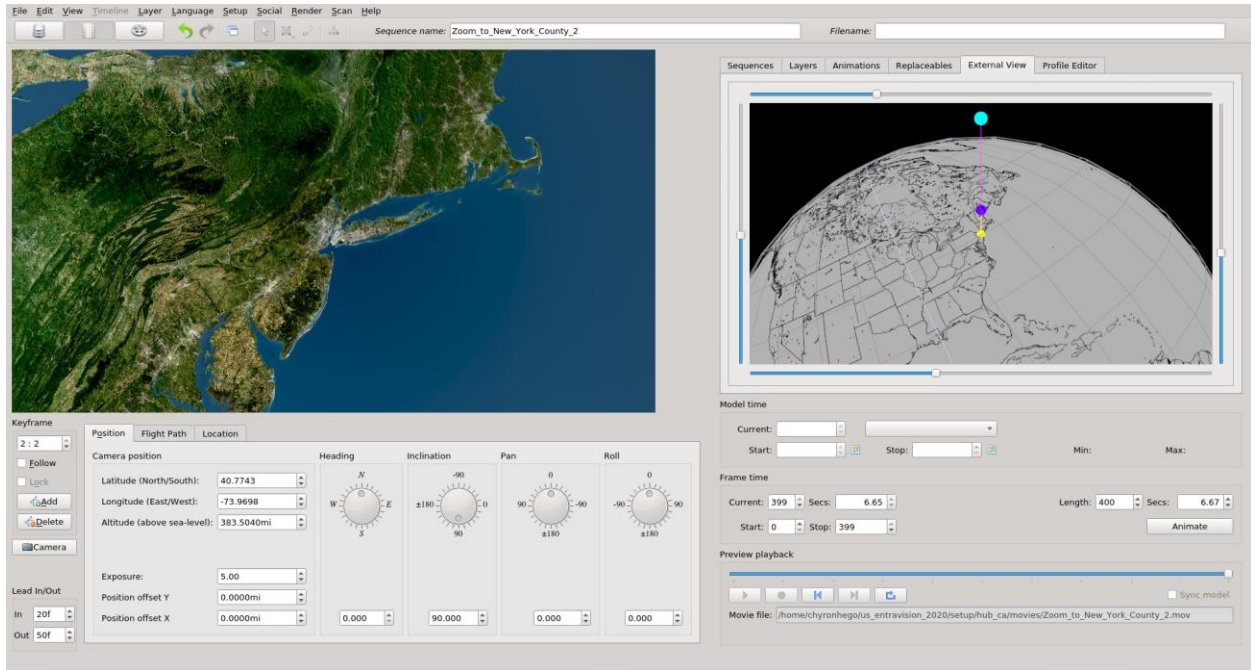 File Edit View Timeline Layer Language Setup Social Render Scan Help
Sequence name: Zoom_to_New_York_County_2 Filename:
Sequences Layers Animations Replaceables External View Profile Editor
Keyframe
2 : 2
Follow
Lock
Add
Delete
Camera
Lead In/Out
In 20f
Out 50f
Position Flight Path Location
Camera position
Latitude (North/South): 40.7743
Longitude (East/West): -73.9698
Altitude (above sea-level): 383.5040mi
Exposure: 5.00
Position offset Y 0.0000mi
Position offset X 0.0000mi
Heading
N
W E
S
0.000
Inclination
-90
±180 0
90
90.000
Pan
0
90 -90
±180
0.000
Roll
0
-90 90
±180
0.000
Model time
Current:
Start: Stop: Min: Max:
Frame time
Current: 399 Secs: 6.65 Length: 400 Secs: 6.67
Start: 0 Stop: 399 Animate
Preview playback
Sync model
Movie file: /home/chyronhego/us_entravision_2020/setup/hub_ca/movies/Zoom_to_New_York_County_2.mov